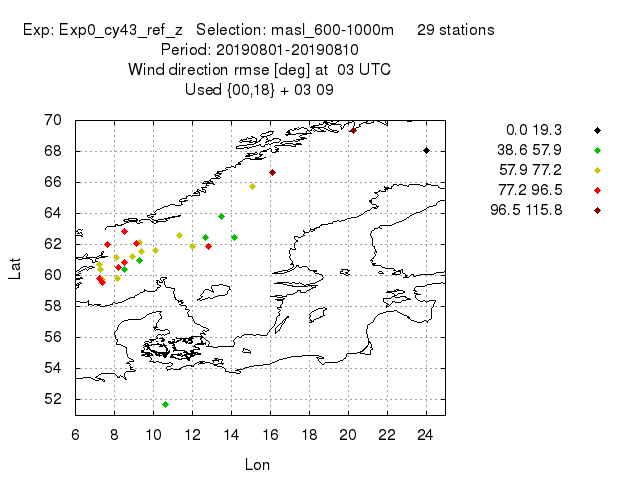 Exp: Exp0_cy43_ref_z   Selection: masl_600-1000m     29 stations
Period: 20190801-20190810
Wind direction rmse [deg] at  03 UTC
Used {00,18} + 03 09
0.0 19.3
38.6 57.9
57.9 77.2
77.2 96.5
96.5 115.8
70
68
66
64
62
60
58
56
54
52
Lat
6 8 10 12 14 16 18 20 22 24
Lon